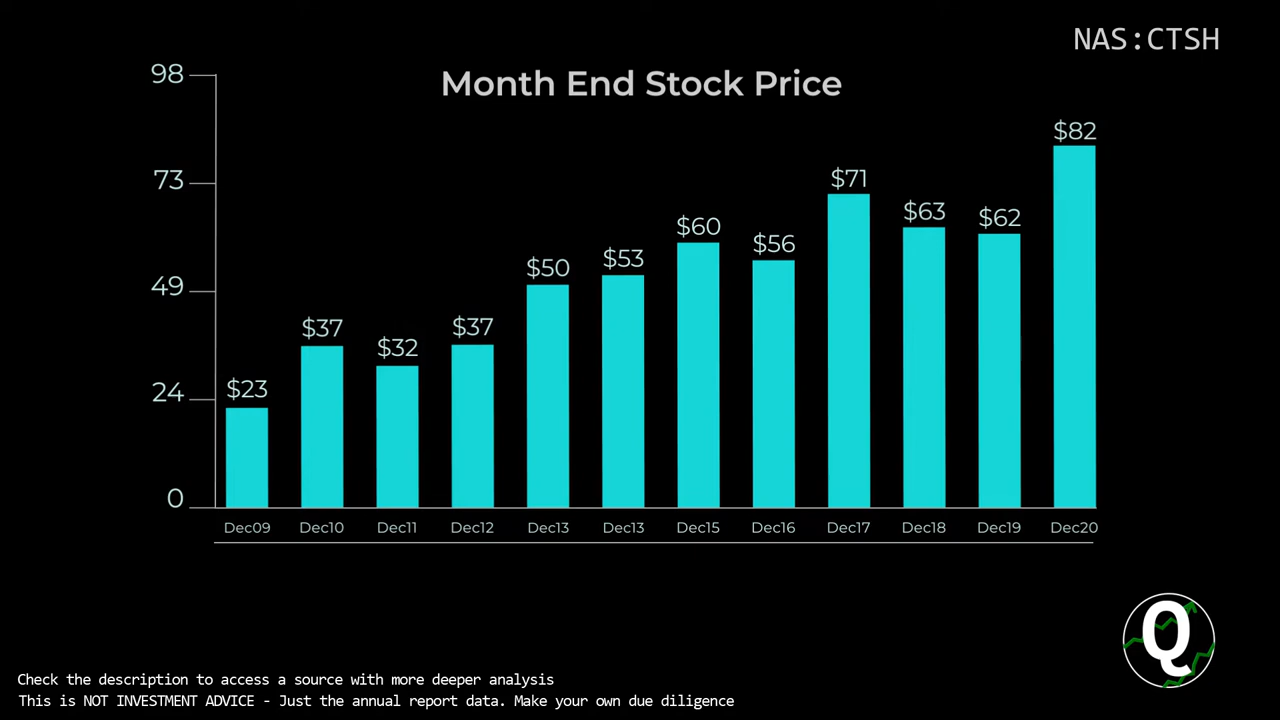 NAS:CTSH
Month End Stock Price
98
73
49
24
0
$23
$37
$32
$37
$50
$53
$60
$56
$71
$63
$62
$82
Dec09 Dec10 Dec11 Dec12 Dec13 Dec13 Dec15 Dec16 Dec17 Dec18 Dec19 Dec20
Q
Check the description to access a source with more deeper analysis
This is NOT INVESTMENT ADVICE - Just the annual report data. Make your own due diligence